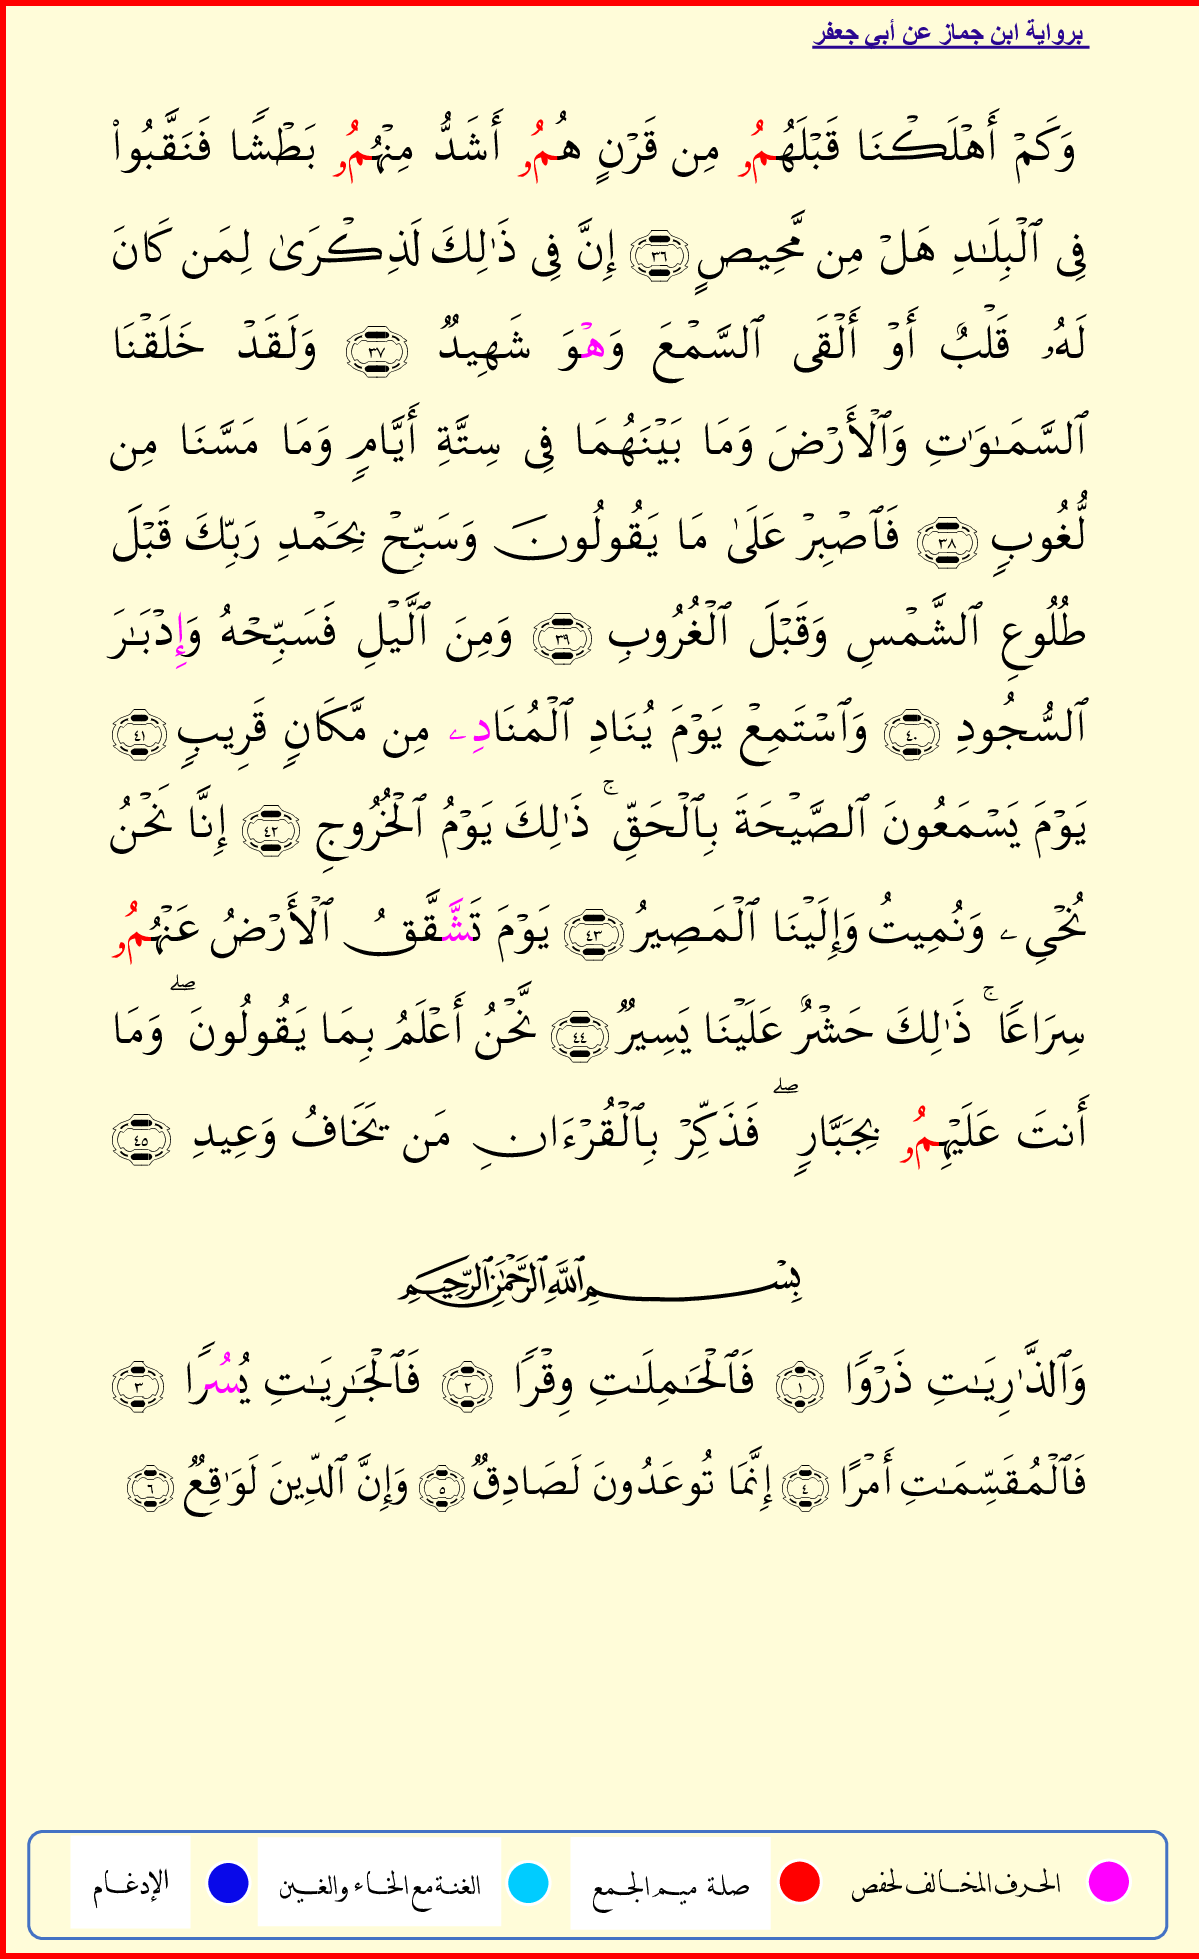 برواية ابن جماز عن أبي جعفر
وَكَمۡ أَهۡلَكۡنَا قَبۡلَهُمُۥ مِن قَرۡنٍ هُمُۥ أَشَدُّ مِنۡهُمُۥ بَطۡشٗا فَنَقَّبُواْ
فِي ٱلۡبِلَٰدِ هَلۡ مِن مَّحِيصٍ ٣٦ إِنَّ فِي ذَٰلِكَ لَذِكۡرَىٰ لِمَن كَانَ
لَهُۥ قَلۡبٌ أَوۡ أَلۡقَى ٱلسَّمۡعَ وَهۡوَ شَهِيدٞ ٣٧ وَلَقَدۡ خَلَقۡنَا
ٱلسَّمَٰوَٰتِ وَٱلۡأَرۡضَ وَمَا بَيۡنَهُمَا فِي سِتَّةِ أَيَّامٖ وَمَا مَسَّنَا مِن
لُّغُوبٖ ٣٨ فَٱصۡبِرۡ عَلَىٰ مَا يَقُولُونَ وَسَبِّحۡ بِحَمۡدِ رَبِّكَ قَبۡلَ
طُلُوعِ ٱلشَّمۡسِ وَقَبۡلَ ٱلۡغُرُوبِ ٣٩ وَمِنَ ٱلَّيۡلِ فَسَبِّحۡهُ وَإِدۡبَٰرَ
ٱلسُّجُودِ ٤٠ وَٱسۡتَمِعۡ يَوۡمَ يُنَادِ ٱلۡمُنَادِۦ مِن مَّكَانٖ قَرِيبٖ ٤١
يَوۡمَ يَسۡمَعُونَ ٱلصَّيۡحَةَ بِٱلۡحَقِّۚ ذَٰلِكَ يَوۡمُ ٱلۡخُرُوجِ ٤٢ إِنَّا نَحۡنُ
نُحۡيِۦ وَنُمِيتُ وَإِلَيۡنَا ٱلۡمَصِيرُ ٤٣ يَوۡمَ تَشَّقَّقُ ٱلۡأَرۡضُ عَنۡهُمُۥ
سِرَاعٗاۚ ذَٰلِكَ حَشۡرٌ عَلَيۡنَا يَسِيرٞ ٤٤ نَّحۡنُ أَعۡلَمُ بِمَا يَقُولُونَۖ وَمَا
أَنتَ عَلَيۡهِمُۥ بِجَبَّارٖۖ فَذَكِّرۡ بِٱلۡقُرۡءَانِ مَن يَخَافُ وَعِيدِ ٤٥
بِسۡمِ ٱللَّهِ ٱلرَّحۡمَٰنِ ٱلرَّحِيمِ
وَٱلذَّٰرِيَٰتِ ذَرۡوٗا ١ فَٱلۡحَٰمِلَٰتِ وِقۡرٗا ٢ فَٱلۡجَٰرِيَٰتِ يُسُرٗا ٣
فَٱلۡمُقَسِّمَٰتِ أَمۡرًا ٤ إِنَّمَا تُوعَدُونَ لَصَادِقٞ ٥ وَإِنَّ ٱلدِّينَ لَوَٰقِعٞ ٦
الحرف المخالف لحفص
صلة ميم الجمع
الغنة مع الخاء والغين
الإدغام